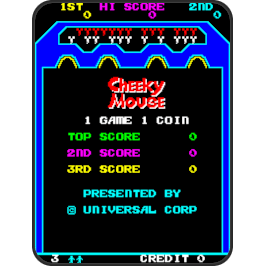 1ST HI SCORE 2ND
0 0 0
Cheeky
Mouse
1 GAME 1 COIN
TOP SCORE 0
2ND SCORE 0
3RD SCORE 0
PRESENTED BY
© UNIVERSAL CORP
3 CREDIT 0